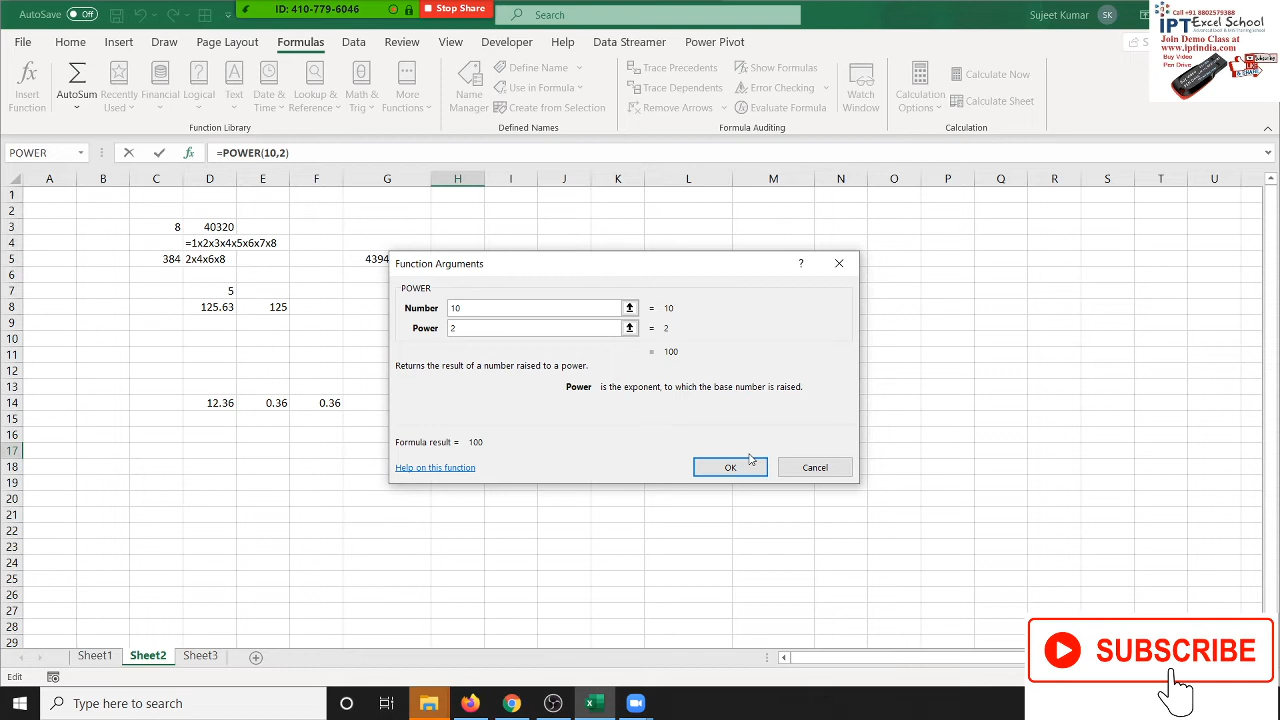 AutoSave Off
ID: 410-779-6046
Stop Share
Search
Sujeet Kumar
SK
Call +91 8802579388
iPT
Excel School
Join Demo Class at
www.iptindia.com
Buy Video
Pen Drive
File Home Insert Draw Page Layout Formulas Data Review View Developer Help Data Streamer Power Pivot
Insert Function
AutoSum
Recently Used
Financial
Logical
Text
Date & Time
Lookup & Reference
Math & Trig
More Functions
Function Library
Name Manager
Define Name
Use in Formula
Create from Selection
Defined Names
Trace Precedents
Trace Dependents
Remove Arrows
Show Formulas
Error Checking
Evaluate Formula
Formula Auditing
Watch Window
Calculation Options
Calculate Now
Calculate Sheet
Calculation
POWER
fx
=POWER(10,2)
A B C D E F G H I J K L M N O P Q R S T U
1
2
3 8 40320
4 =1x2x3x4x5x6x7x8
5 384 2x4x6x8 4394
6
7 5
8 125.63 125
9
10
11
12
13
14 12.36 0.36 0.36
15
16
17
18
19
20
21
22
23
24
25
26
27
28
29
Function Arguments ?
POWER
Number 10 = 10
Power 2 = 2
= 100
Returns the result of a number raised to a power.
Power is the exponent, to which the base number is raised.
Formula result = 100
Help on this function
OK
Cancel
Sheet1 Sheet2 Sheet3
SUBSCRIBE
Edit
Type here to search